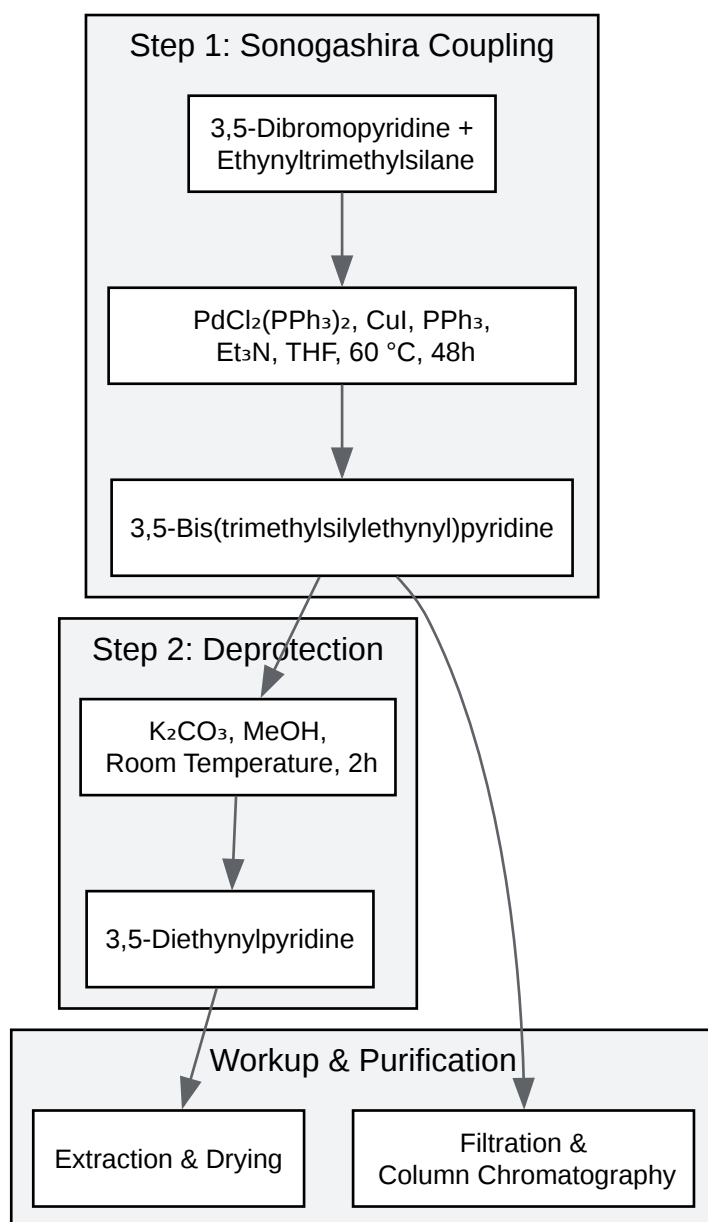 Step 1: Sonogashira Coupling
3,5-Dibromopyridine +
Ethynyltrimethylsilane
PdCl₂(PPh₃)₂, CuI, PPh₃,
Et₃N, THF, 60 °C, 48h
3,5-Bis(trimethylsilylethynyl)pyridine
Step 2: Deprotection
K₂CO₃, MeOH,
Room Temperature, 2h
3,5-Diethynylpyridine
Workup & Purification
Extraction & Drying
Filtration &
Column Chromatography